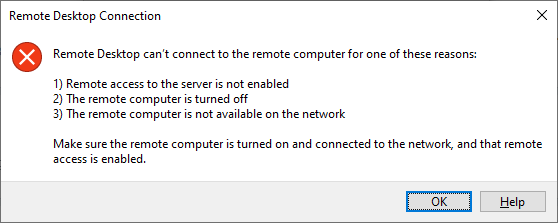 Remote Desktop Connection
Remote Desktop can't connect to the remote computer for one of these reasons:
1) Remote access to the server is not enabled
2) The remote computer is turned off
3) The remote computer is not available on the network
Make sure the remote computer is turned on and connected to the network, and that remote
access is enabled.
OK
Help